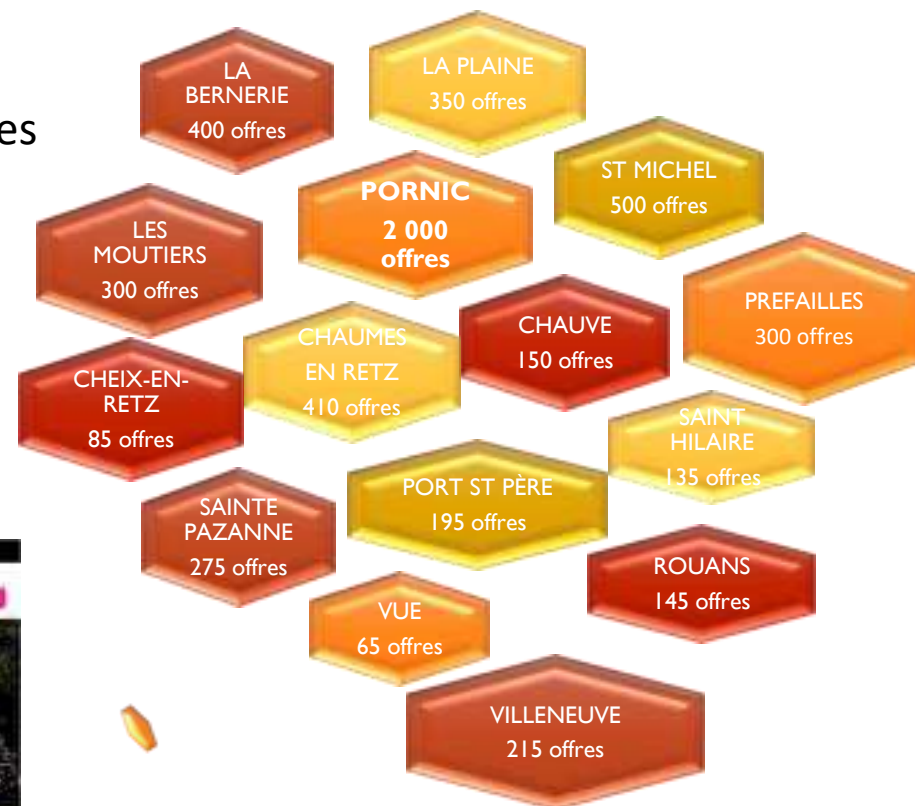 es
LA
BERNERIE
400 offres
LA PLAINE
350 offres
ST MICHEL
500 offres
PORNIC
2 000
offres
LES
MOUTIERS
300 offres
PREFAILLES
300 offres
CHAUVE
150 offres
CHAUMES
EN RETZ
410 offres
CHEIX-EN-
RETZ
85 offres
SAINT
HILAIRE
135 offres
PORT ST PÈRE
195 offres
SAINTE
PAZANNE
275 offres
ROUANS
145 offres
VUE
65 offres
VILLENEUVE
215 offres